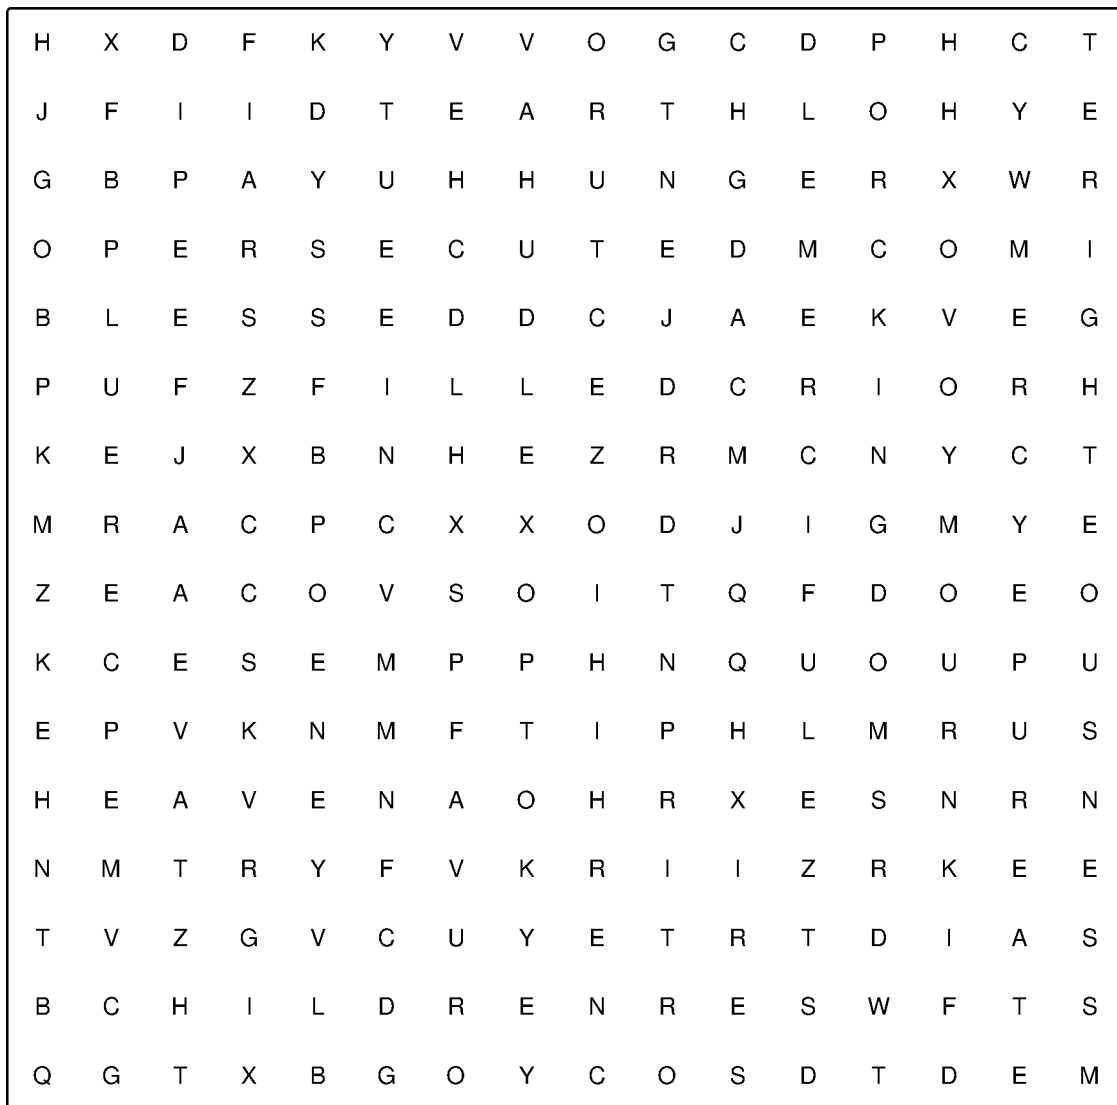 H X D F K Y V V O G C D P H C T
J F I I D T E A R T H L O H Y E
G B P A Y U H H U N G E R X W R
O P E R S E C U T E D M C O M I
B L E S S E D D C J A E K V E G
P U F Z F I L L E D C R I O R H
K E J X B N H E Z R M C N Y C T
M R A C P C X X O D J I G M Y E
Z E A C O V S O I T Q F D O E O
K C E S E M P P H N Q U O U P U
E P V K N M F T I P H L M R U S
H E A V E N A O H R X E S N R N
N M T R Y F V K R I I Z R K E E
T V Z G V C U Y E T R T D I A S
B C H I L D R E N R E S W F T S
Q G T X B G O Y C O S D T D E M